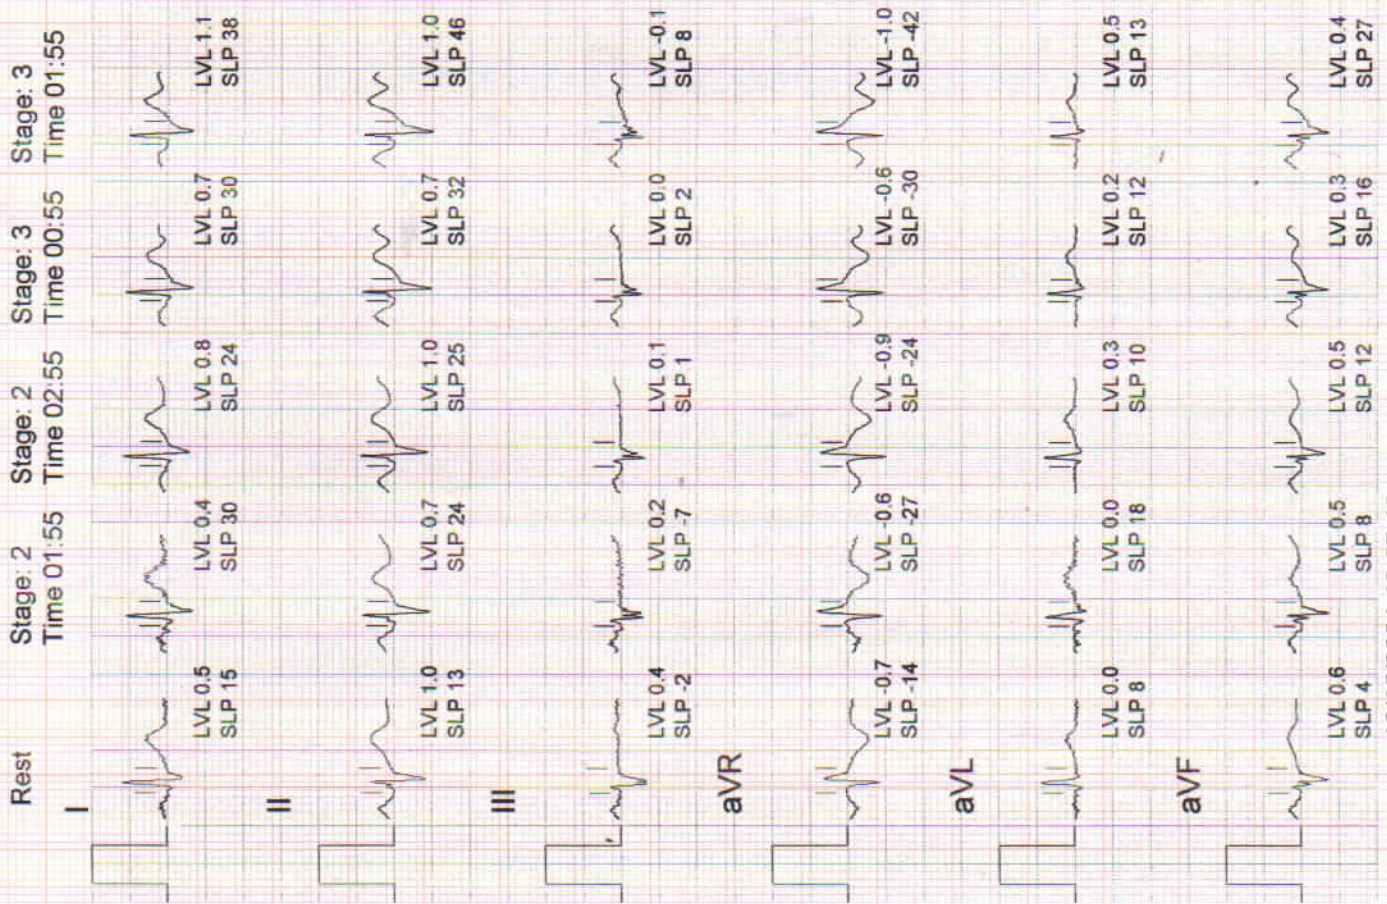 Rest
Stage: 2
Time 01:55
Stage: 2
Time 02:55
Stage: 3
Time 00:55
Stage: 3
Time 01:55
I
LVL 0.5
SLP 15
LVL 0.4
SLP 30
LVL 0.8
SLP 24
LVL 0.7
SLP 30
LVL 1.1
SLP 38
II
LVL 1.0
SLP 13
LVL 0.7
SLP 24
LVL 1.0
SLP 25
LVL 0.7
SLP 32
LVL 1.0
SLP 46
III
LVL 0.4
SLP -2
LVL 0.2
SLP -7
LVL 0.1
SLP 1
LVL 0.0
SLP 2
LVL -0.1
SLP 8
aVR
LVL -0.7
SLP -14
LVL -0.6
SLP -27
LVL -0.9
SLP -24
LVL -0.6
SLP -30
LVL -1.0
SLP -42
aVL
LVL 0.0
SLP 8
LVL 0.0
SLP 18
LVL 0.3
SLP 10
LVL 0.2
SLP 12
LVL 0.5
SLP 13
aVF
LVL 0.6
SLP 4
LVL 0.5
SLP 8
LVL 0.5
SLP 12
LVL 0.3
SLP 16
LVL 0.4
SLP 27